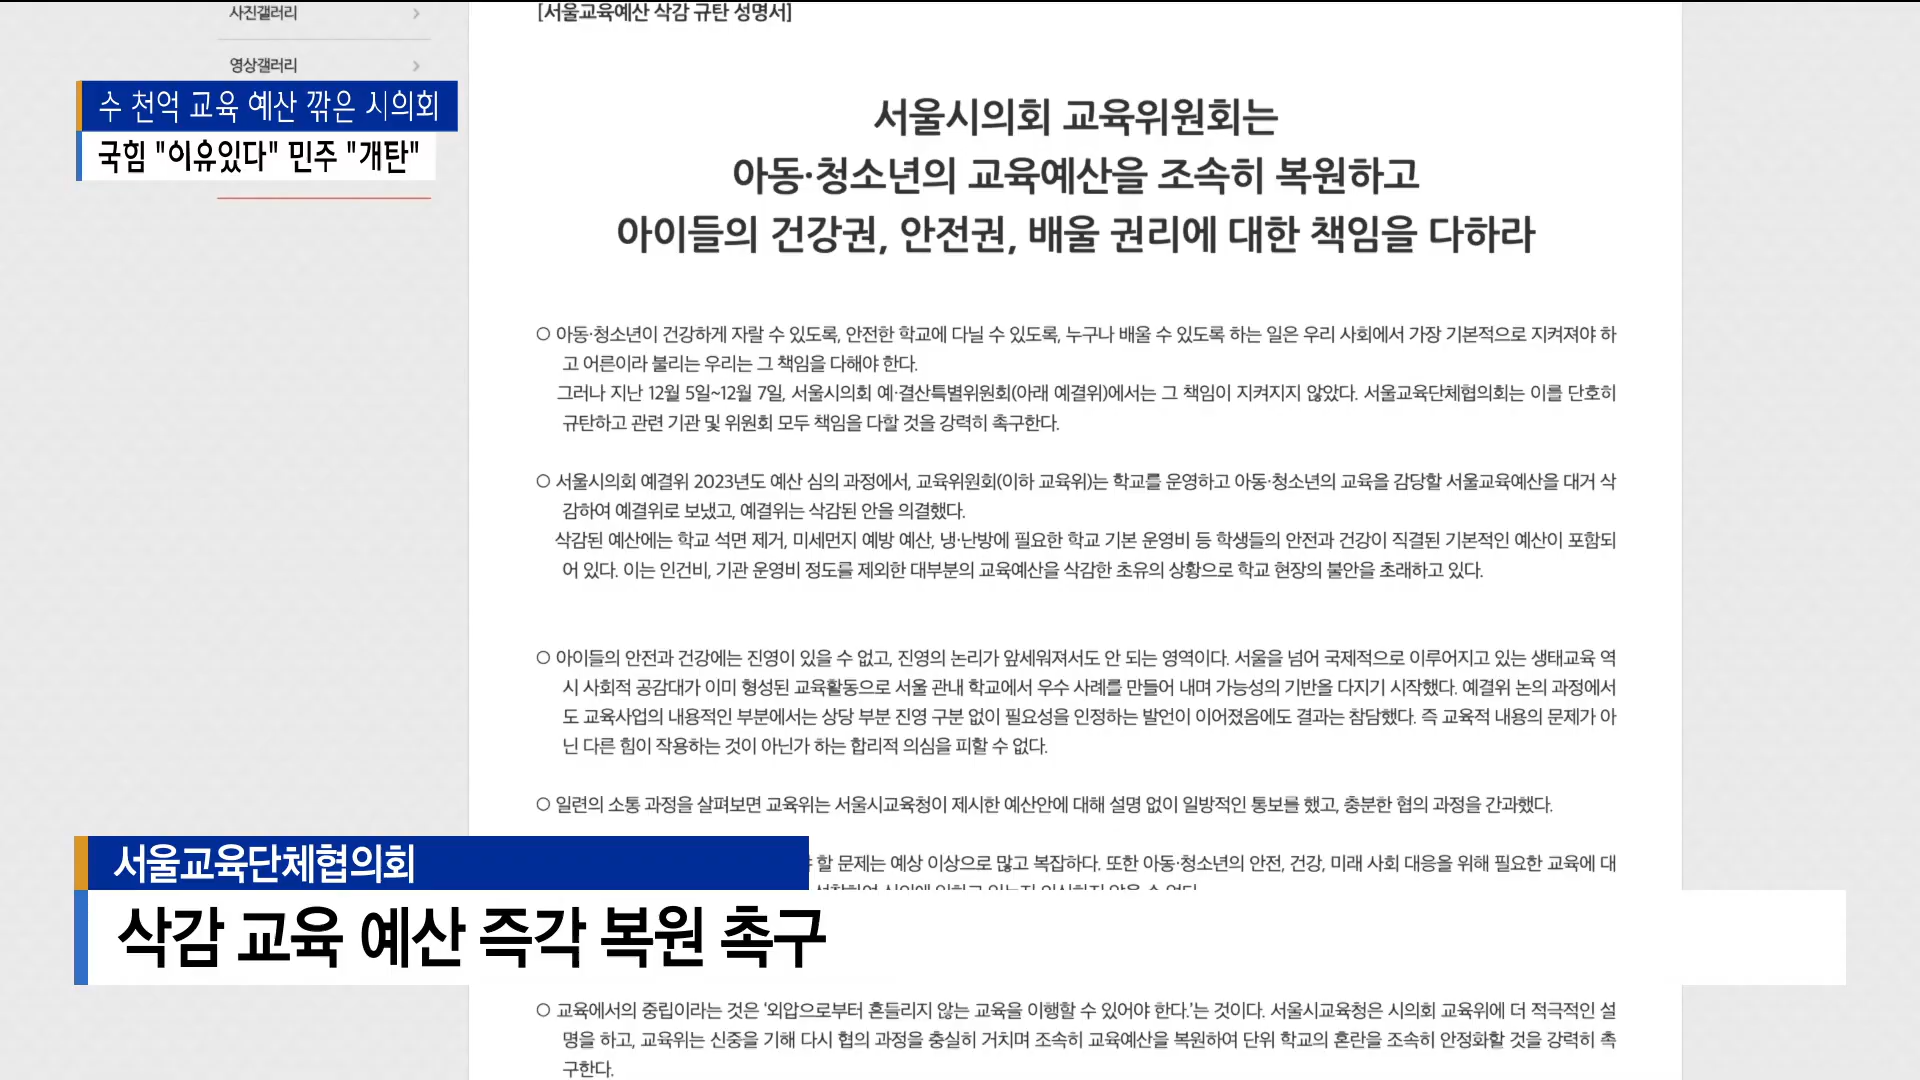 사진갤러리
영상갤러리
수 천억 교육 예산 깎은 시의회
국힘 "이유있다" 민주 "개탄"
[서울교육예산 삭감 규탄 성명서]
서울시의회 교육위원회는
아동·청소년의 교육예산을 조속히 복원하고
아이들의 건강권, 안전권, 배울 권리에 대한 책임을 다하라
○ 아동·청소년이 건강하게 자랄 수 있도록, 안전한 학교에 다닐 수 있도록, 누구나 배울 수 있도록 하는 일은 우리 사회에서 가장 기본적으로 지켜져야 하
고 어른이라 불리는 우리는 그 책임을 다해야 한다.
그러나 지난 12월 5일~12월 7일, 서울시의회 예·결산특별위원회(아래 예결위)에서는 그 책임이 지켜지지 않았다. 서울교육단체협의회는 이를 단호히
규탄하고 관련 기관 및 위원회 모두 책임을 다할 것을 강력히 촉구한다.
○ 서울시의회 예결위 2023년도 예산 심의 과정에서, 교육위원회(이하 교육위)는 학교를 운영하고 아동·청소년의 교육을 감당할 서울교육예산을 대거 삭
감하여 예결위로 보냈고, 예결위는 삭감된 안을 의결했다.
삭감된 예산에는 학교 석면 제거, 미세먼지 예방 예산, 냉·난방에 필요한 학교 기본 운영비 등 학생들의 안전과 건강이 직결된 기본적인 예산이 포함되
어 있다. 이는 인건비, 기관 운영비 정도를 제외한 대부분의 교육예산을 삭감한 초유의 상황으로 학교 현장의 불안을 초래하고 있다.
○ 아이들의 안전과 건강에는 진영이 있을 수 없고, 진영의 논리가 앞세워져서도 안 되는 영역이다. 서울을 넘어 국제적으로 이루어지고 있는 생태교육 역
시 사회적 공감대가 이미 형성된 교육활동으로 서울 관내 학교에서 우수 사례를 만들어 내며 가능성의 기반을 다지기 시작했다. 예결위 논의 과정에서
도 교육사업의 내용적인 부분에서는 상당 부분 진영 구분 없이 필요성을 인정하는 발언이 이어졌음에도 결과는 참담했다. 즉 교육적 내용의 문제가 아
닌 다른 힘이 작용하는 것이 아닌가 하는 합리적 의심을 피할 수 없다.
○ 일련의 소통 과정을 살펴보면 교육위는 서울시교육청이 제시한 예산안에 대해 설명 없이 일방적인 통보를 했고, 충분한 협의 과정을 간과했다.
할 문제는 예상 이상으로 많고 복잡하다. 또한 아동·청소년의 안전, 건강, 미래 사회 대응을 위해 필요한 교육에 대
서울교육단체협의회
삭감 교육 예산 즉각 복원 촉구
○ 교육에서의 중립이라는 것은 '외압으로부터 흔들리지 않는 교육을 이행할 수 있어야 한다.'는 것이다. 서울시교육청은 시의회 교육위에 더 적극적인 설
명을 하고, 교육위는 신중을 기해 다시 협의 과정을 충실히 거치며 조속히 교육예산을 복원하여 단위 학교의 혼란을 조속히 안정화할 것을 강력히 촉
구한다.